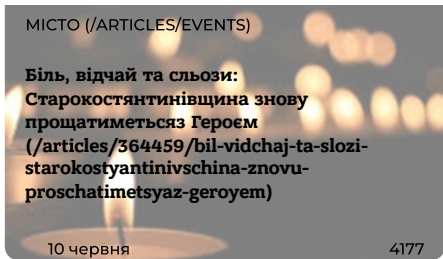 МІСТО (/ARTICLES/EVENTS)
Біль, відчай та сльози:
Старокостянтинівщина знову
прощатиметьсяз Героєм
(/articles/364459/bil-vidchaj-ta-slozi-
starokostyantinivschina-znovu-
proschatimetsyaz-geroyem)
10 червня 4177